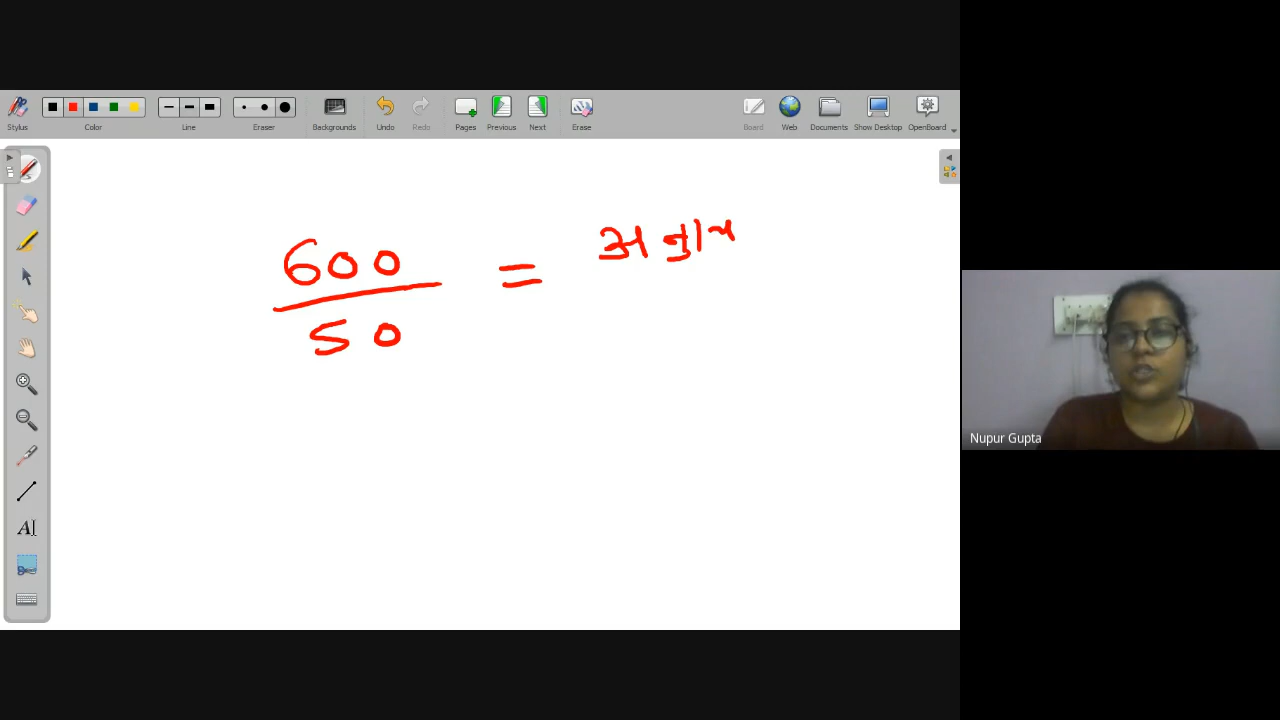 Stylus
Color
Line
Eraser
Backgrounds
Undo
Redo
Pages
Previous
Next
Erase
Board
Web
Documents
Show Desktop
OpenBoard
600
=
50
Nupur Gupta